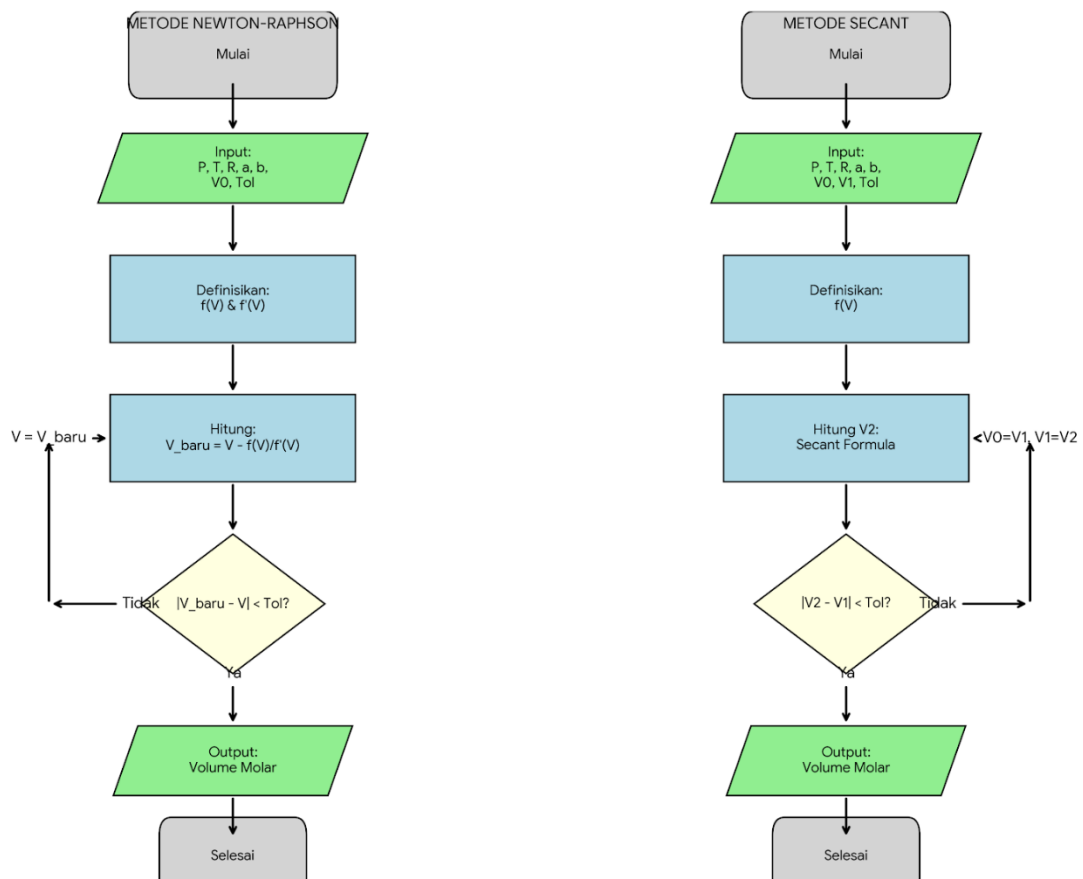 METODE NEWTON-RAPHSON
Mulai
Input:
P, T, R, a, b,
V0, Tol
Definisikan:
f(V) & f'(V)
Hitung:
V_baru = V - f(V)/f'(V)
V = V_baru
|V_baru - V| < Tol?
Tidak
Ya
Output:
Volume Molar
Selesai
METODE SECANT
Mulai
Input:
P, T, R, a, b,
V0, V1, Tol
Definisikan:
f(V)
Hitung V2:
Secant Formula
V0=V1, V1=V2
|V2 - V1| < Tol?
Tidak
Ya
Output:
Volume Molar
Selesai